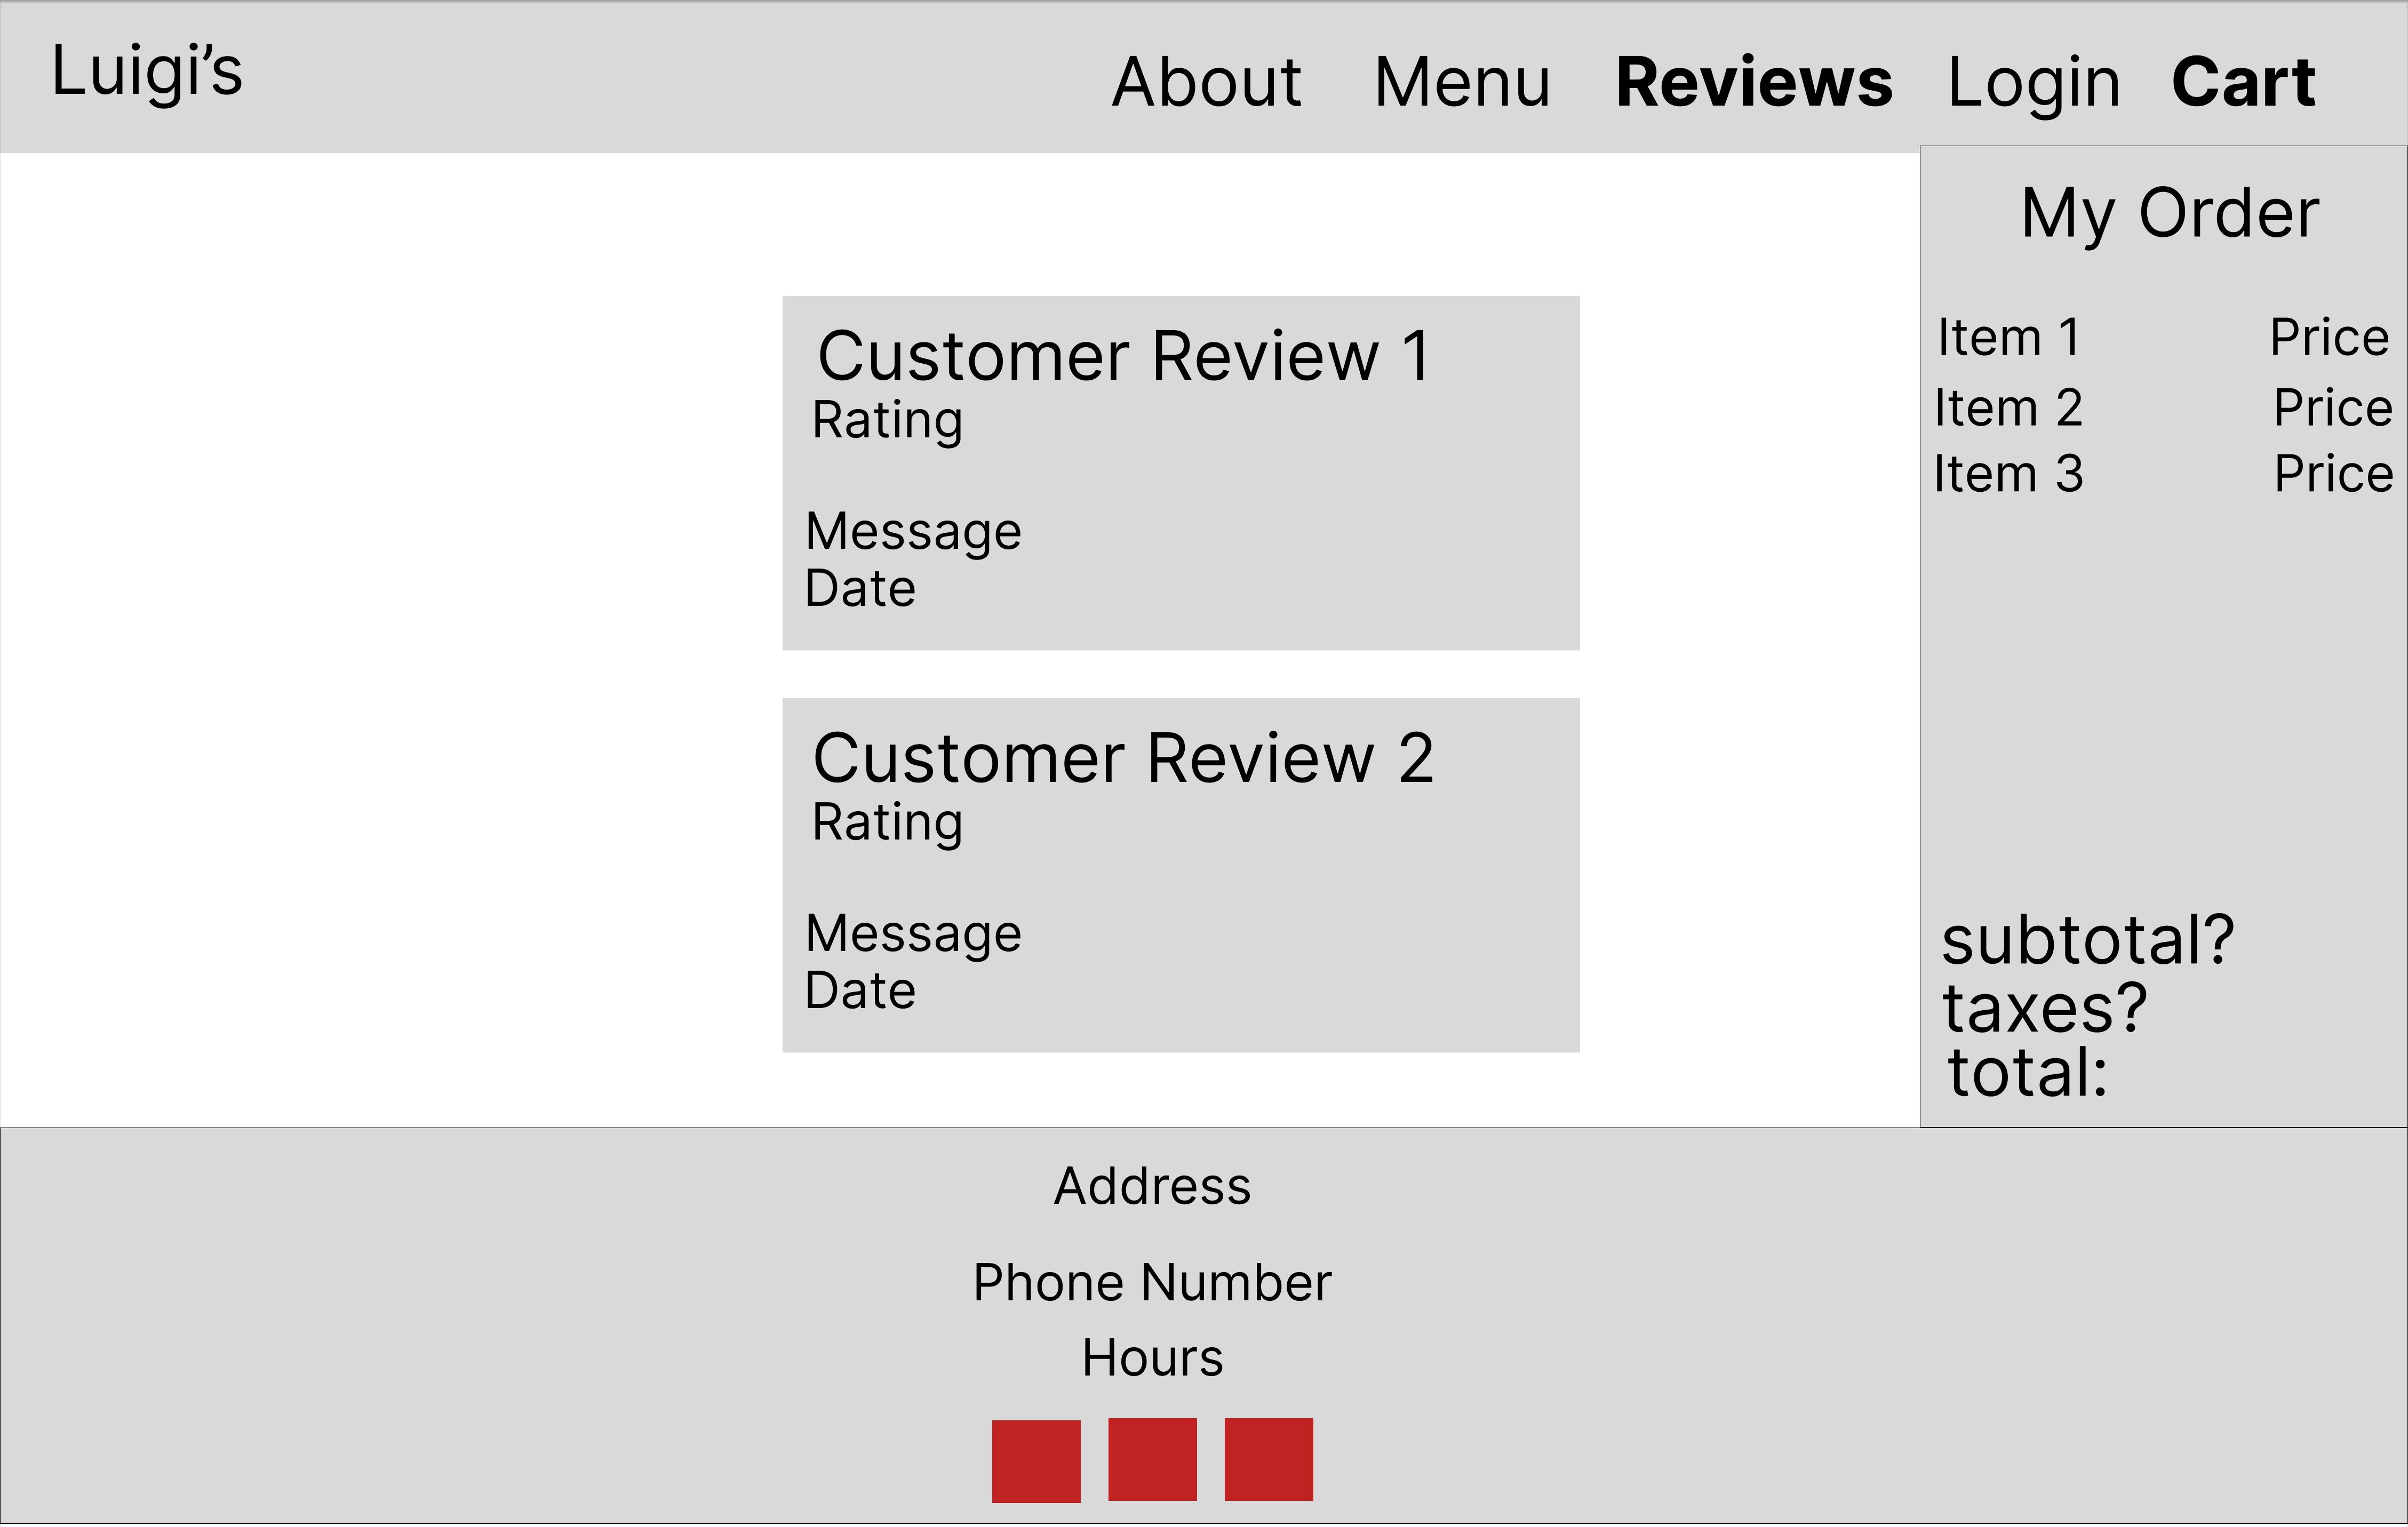 Luigi’s
About Menu Reviews Login Cart
Customer Review 1
Rating
Message
Date
Customer Review 2
Rating
Message
Date
My Order
Item 1 Price
Item 2 Price
Item 3 Price
subtotal?
taxes?
total:
Address
Phone Number
Hours